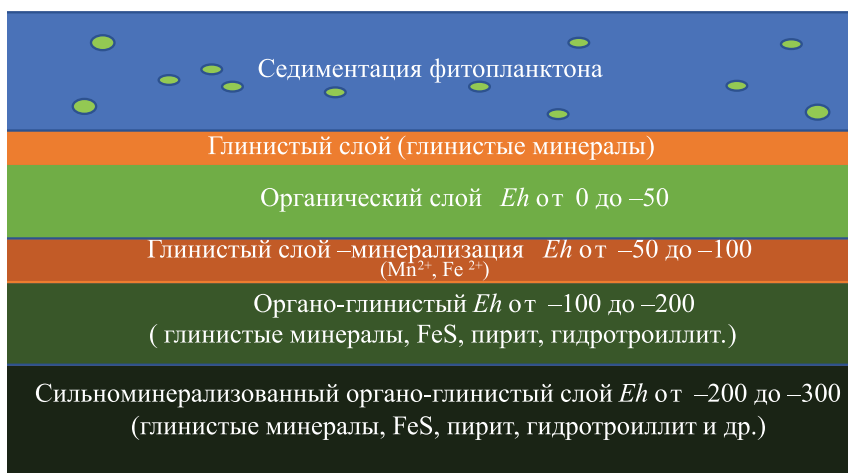 Седиментация фитопланктона
Глинистый слой (глинистые минералы)
Органический слой Eh от 0 до –50
Глинистый слой –минерализация Eh от –50 до –100
(Mn²⁺, Fe ²⁺)
Органо-глинистый Eh от –100 до –200
( глинистые минералы, FeS, пирит, гидротроиллит.)
Сильноминерализованный органо-глинистый слой Eh от –200 до –300
(глинистые минералы, FeS, пирит, гидротроиллит и др.)